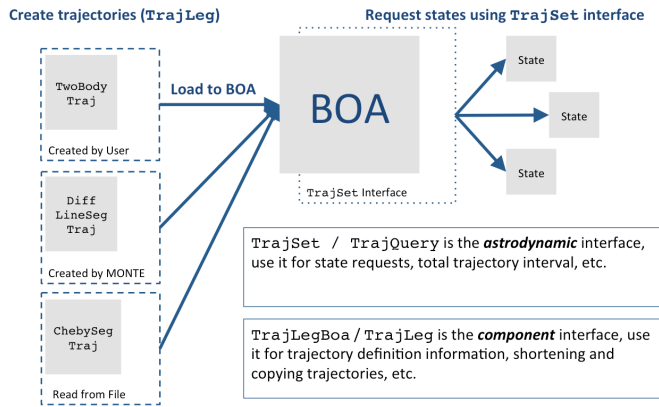 Create trajectories (TrajLeg)
Request states using TrajSet interface
TwoBody
Traj
Created by User
Load to BOA
Diff
LineSeg
Traj
Created by MONTE
ChebySeg
Traj
Read from File
BOA
TrajSet Interface
State
State
State
TrajSet / TrajQuery is the astrodynamic interface,
use it for state requests, total trajectory interval, etc.
TrajLegBoa / TrajLeg is the component interface, use
it for trajectory definition information, shortening and
copying trajectories, etc.